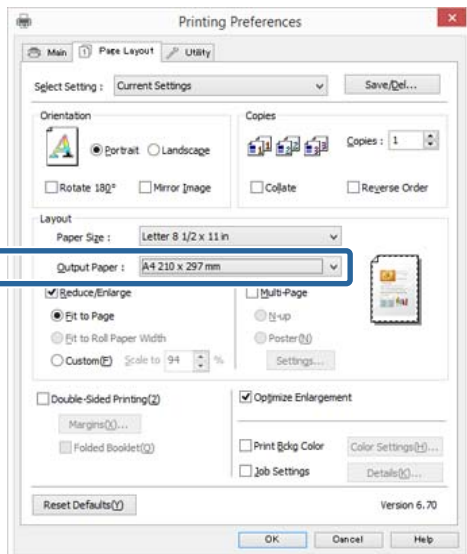 Printing Preferences
Main Page Layout Utility
Select Setting : Current Settings Save/Del...
Orientation Copies
Portrait Landscape Copies : 1
Rotate 180° Mirror Image Collate Reverse Order
Layout
Paper Size : Letter 8 1/2 x 11 in
Output Paper : A4 210 x 297 mm
Reduce/Enlarge Multi-Page
Fit to Page N-up
Fit to Roll Paper Width Poster(N)
Custom(F) Scale to 94 % Settings...
Double-Sided Printing(2) Optimize Enlargement
Margins(X)...
Folded Booklet(Q) Print Bckg Color Color Settings(H)...
Job Settings Details(K)...
Reset Defaults(Y) Version 6.70
OK Cancel Help